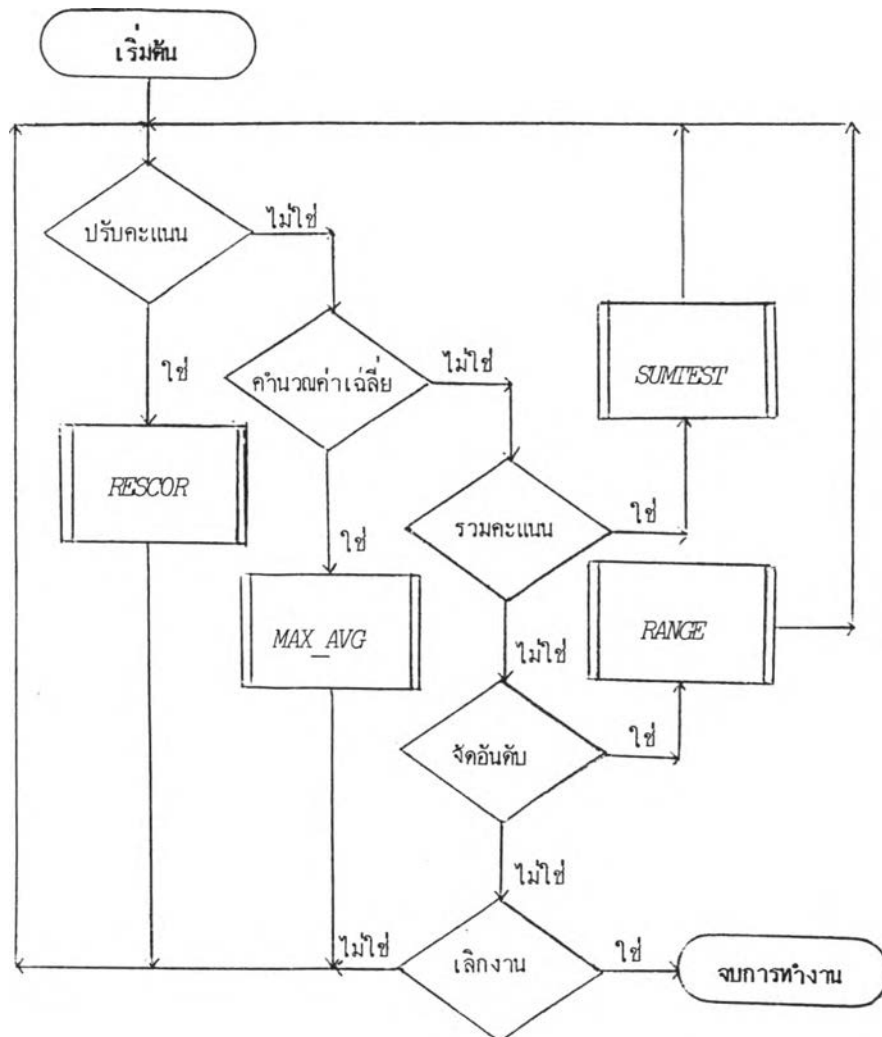 เริ่มต้น
ปรับคะแนน
ไม่ใช่
ใช่
RESCOR
คำนวณค่าเฉลี่ย
ไม่ใช่
ใช่
MAX_AVG
SUMTEST
รวมคะแนน
ใช่
ไม่ใช่
RANGE
จัดอันดับ
ใช่
ไม่ใช่
เลิกงาน
ไม่ใช่
ใช่
จบการทำงาน